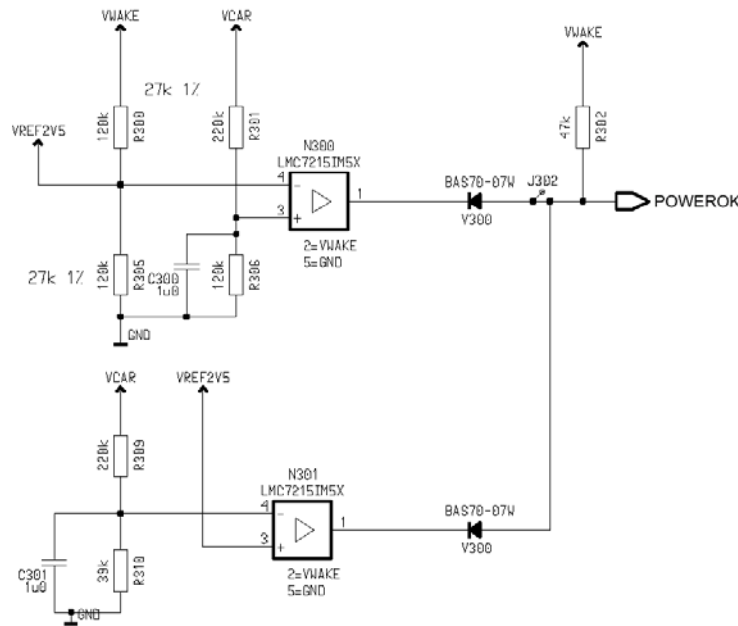 VWAKE
VCAR
VWAKE
27k 1%
120k
R300
220k
R301
47k
R302
VREF2V5
N300
LMC7215IM5X
4
3
1
BAS70-07W
V300
J302
POWEROK
2=VWAKE
5=GND
27k 1%
120k
R305
C300
1u0
120k
R306
GND
VCAR
VREF2V5
220k
R309
N301
LMC7215IM5X
4
3
1
BAS70-07W
V300
2=VWAKE
5=GND
C301
1u0
39k
R310
GND